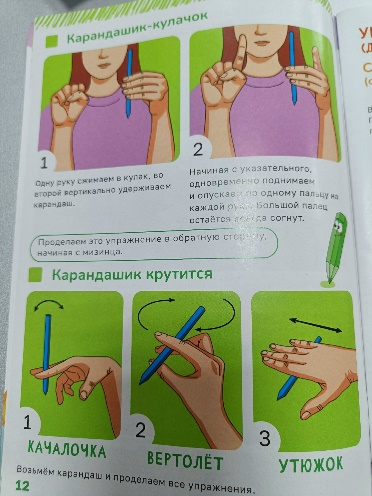 Карандашик-кулачок
1
Одну руку сжимаем в кулак, во
второй вертикально удерживаем
карандаш.
2
Начиная с указательного,
одновременно поднимаем
и опускаем по одному пальцу на
каждой руке. Большой палец
остаётся всегда согнут.
Проделаем это упражнение в обратную сторону,
начиная с мизинца.
Карандашик крутится
1
КАЧАЛОЧКА
2
ВЕРТОЛЁТ
3
УТЮЖОК
Возьмём карандаш и проделаем все упражнения.
12